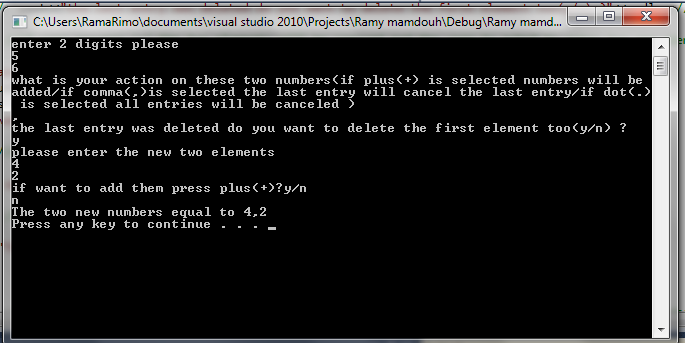 C:\Users\RamaRimo\documents\visual studio 2010\Projects\Ramy mamdouh\Debug\Ramy mamd...
enter 2 digits please
5
6
what is your action on these two numbers(if plus(+) is selected numbers will be
added/if comma(,)is selected the last entry will cancel the last entry/if dot(.)
 is selected all entries will be canceled )
,
the last entry was deleted do you want to delete the first element too(y/n) ?
y
please enter the new two elements
4
2
if want to add them press plus(+)?y/n
n
The two new numbers equal to 4,2
Press any key to continue . . . _